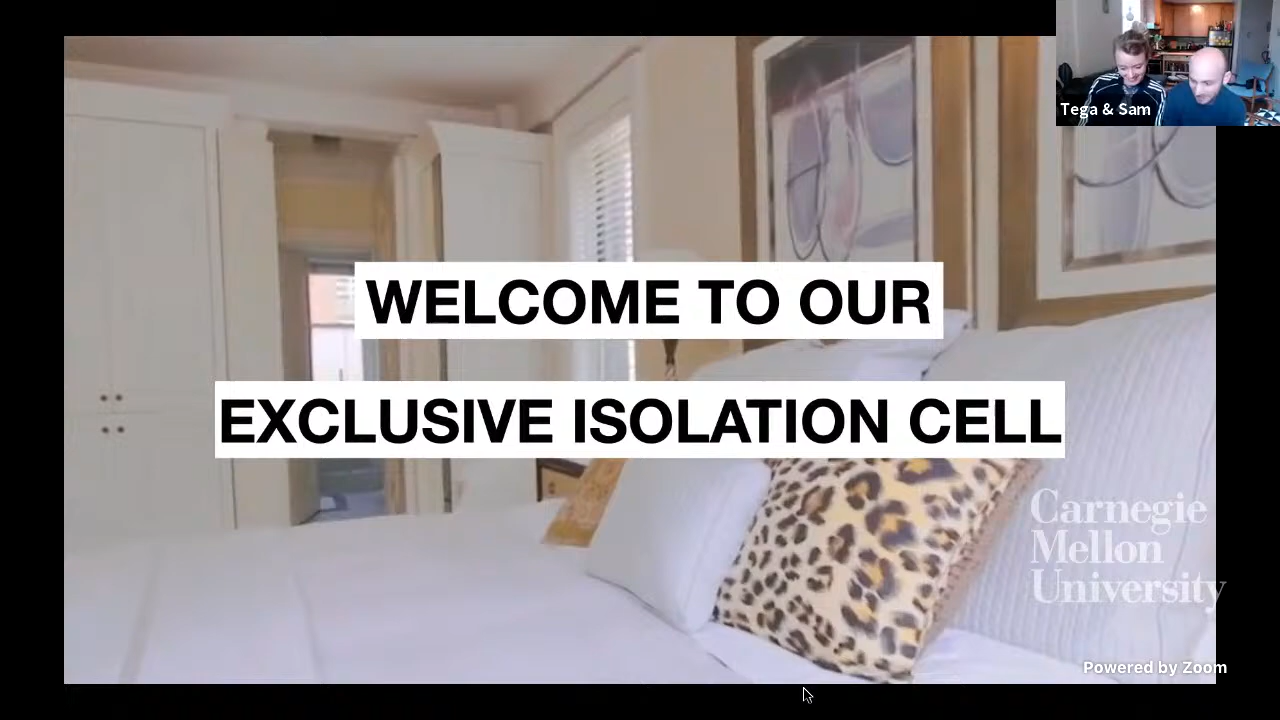 Tega & Sam
WELCOME TO OUR
EXCLUSIVE ISOLATION CELL
Carnegie
Mellon
University
Powered by Zoom